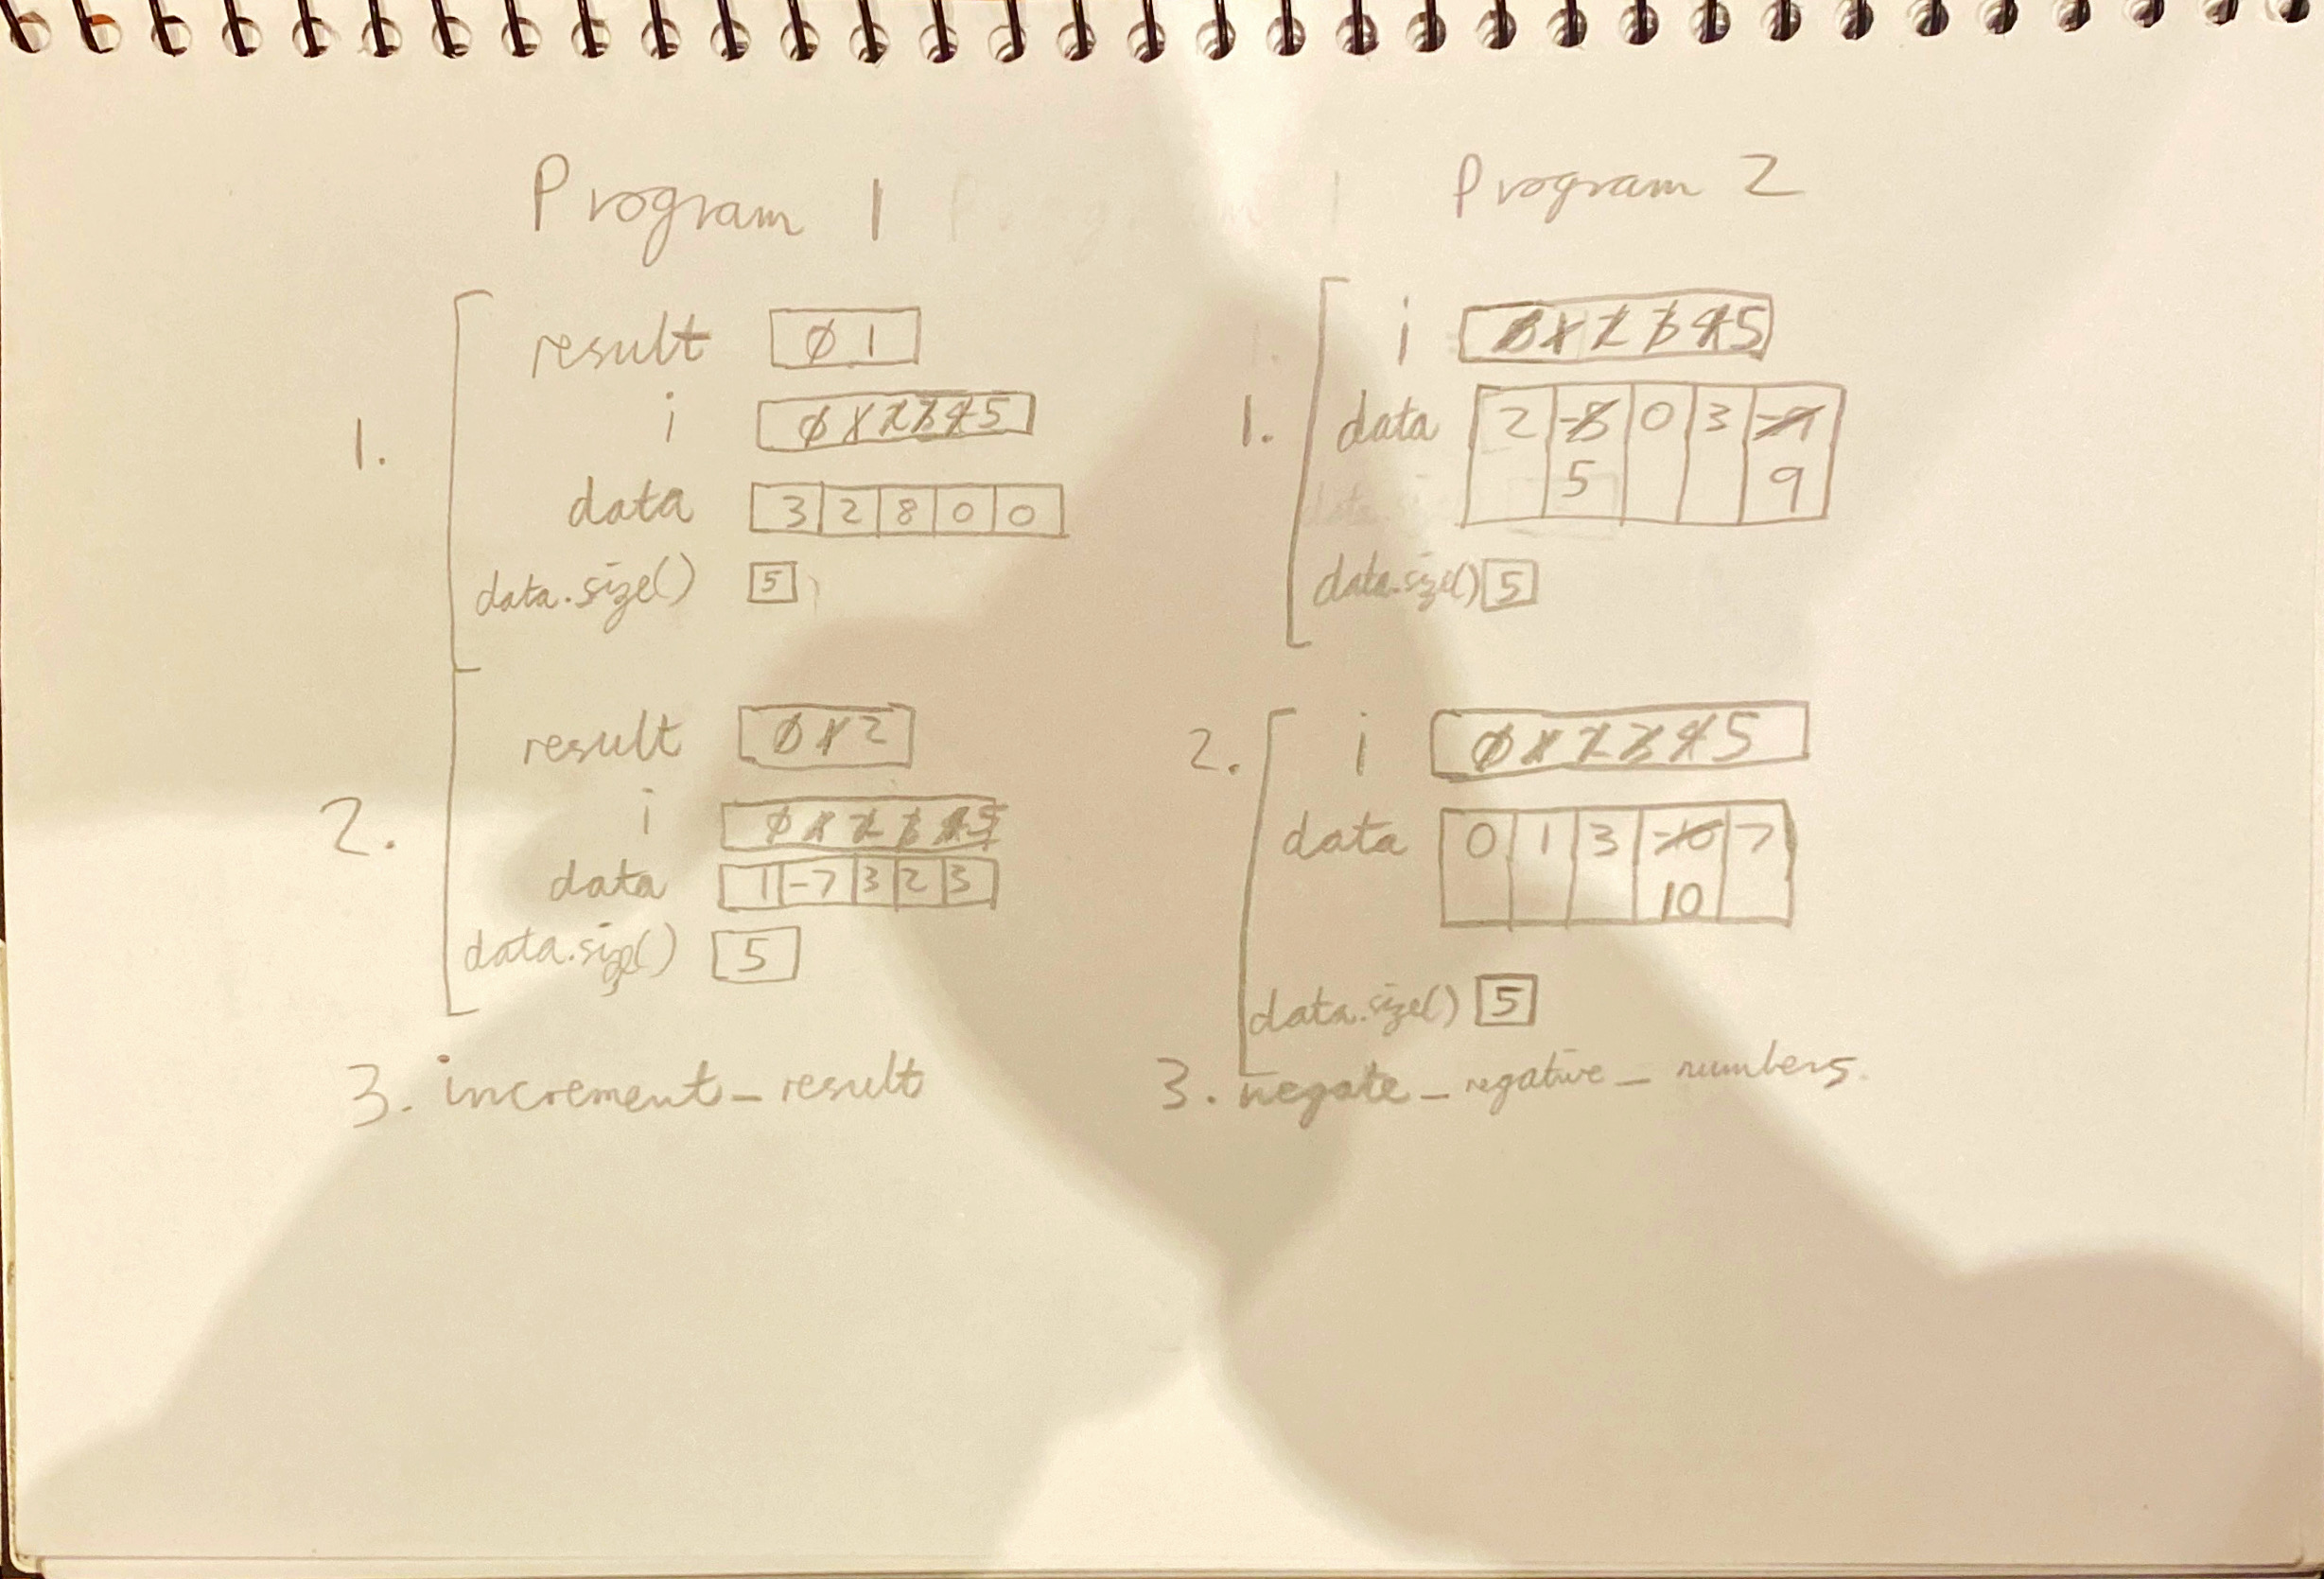 Program 1
1.
result 0 1
i 0 1 2 3 4 5
data 3 2 8 0 0
data.size() 5
2.
result 0 1 2
i 0 1 2 3 4 5
data 1 -7 3 2 3
data.size() 5
3. increment_result
Program 2
1.
i 0 1 2 3 4 5
data 2 0 3
5 9
data.size() 5
2.
i 0 1 2 3 4 5
data 0 1 3 -10 7
10
data.size() 5
3. negate_negative_numbers